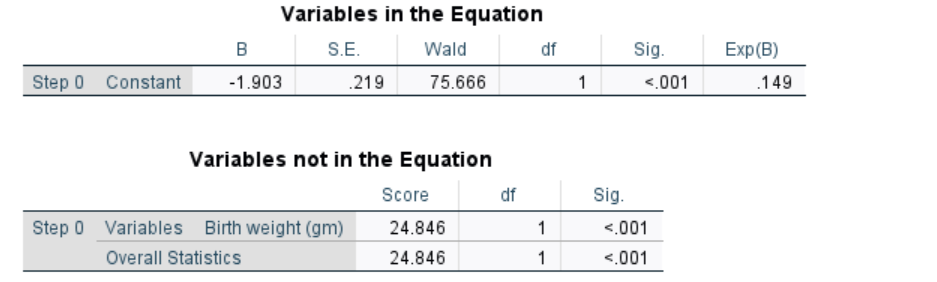 Variables in the Equation
B S.E. Wald df Sig. Exp(B)
Step 0 Constant -1.903 .219 75.666 1 <.001 .149
Variables not in the Equation
Score df Sig.
Step 0 Variables Birth weight (gm) 24.846 1 <.001
Overall Statistics 24.846 1 <.001